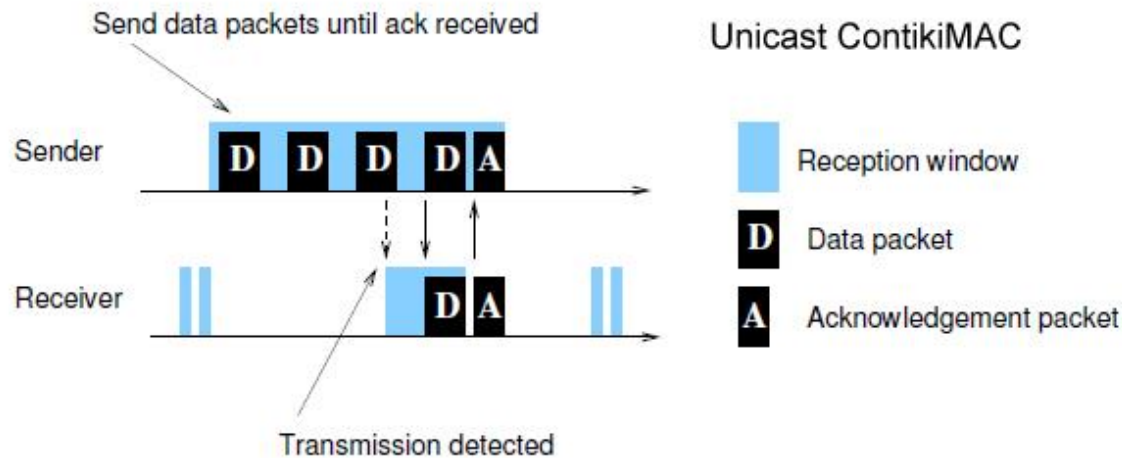 Send data packets until ack received
Unicast ContikiMAC
Sender
D D D D A
Reception window
D Data packet
Receiver
D A
A Acknowledgement packet
Transmission detected